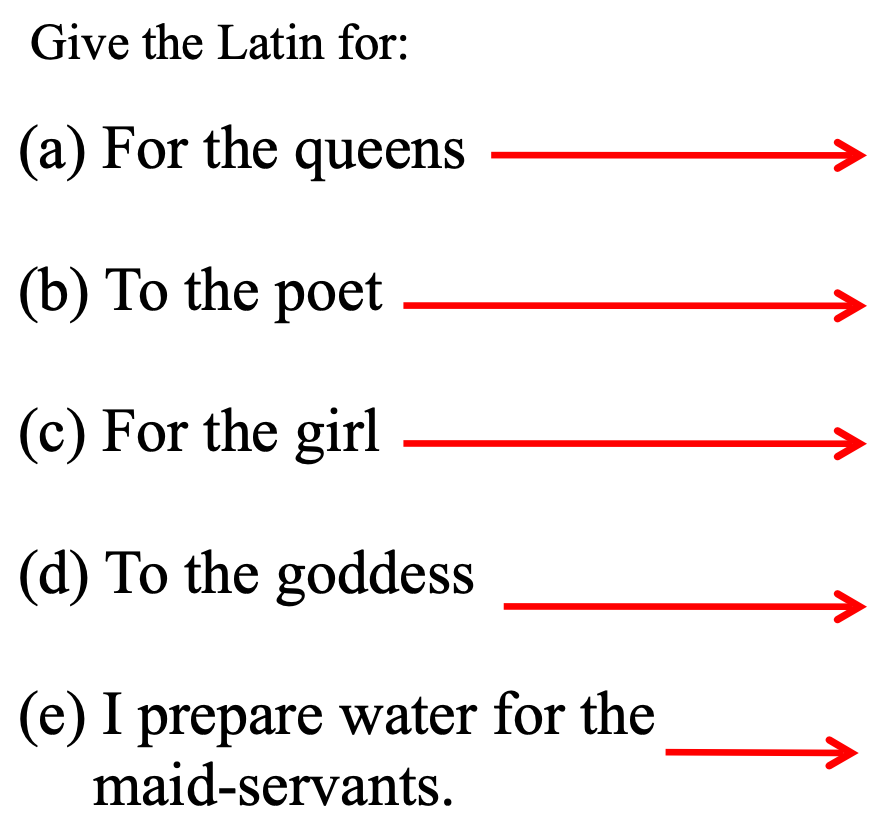 Give the Latin for:
(a) For the queens
(b) To the poet
(c) For the girl
(d) To the goddess
(e) I prepare water for the
maid-servants.